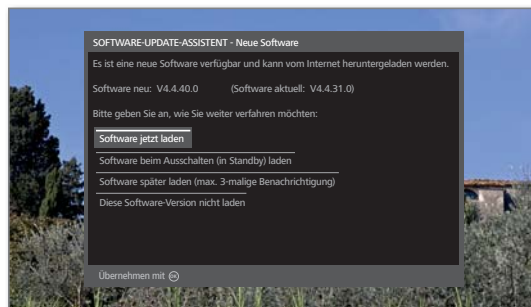 SOFTWARE-UPDATE-ASSISTENT - Neue Software
Es ist eine neue Software verfügbar und kann vom Internet heruntergeladen werden.
Software neu: V4.4.40.0 (Software aktuell: V4.4.31.0)
Bitte geben Sie an, wie Sie weiter verfahren möchten:
Software jetzt laden
Software beim Ausschalten (in Standby) laden
Software später laden (max. 3-malige Benachrichtigung)
Diese Software-Version nicht laden
Übernehmen mit OK